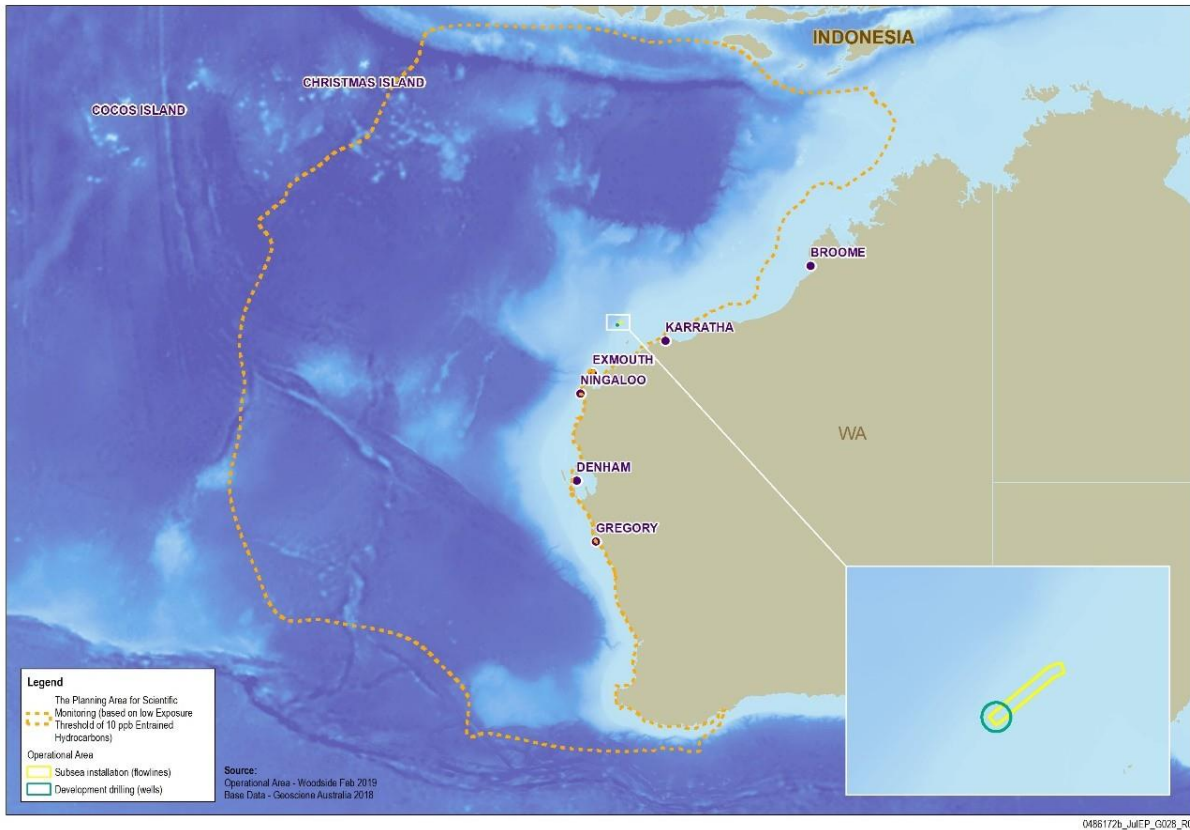 INDONESIA
CHRISTMAS ISLAND
COCOS ISLAND
BROOME
KARRATHA
EXMOUTH
NINGALOO
WA
DENHAM
GREGORY
Legend
The Planning Area for Scientific
Monitoring (based on low Exposure
Threshold of 10 ppb Entrained
Hydrocarbons)
Operational Area
Subsea installation (flowlines)
Development drilling (wells)
Source:
Operational Area - Woodside Feb 2019
Base Data - Geosciene Australia 2018
0486172b_JulEP_G028_R0